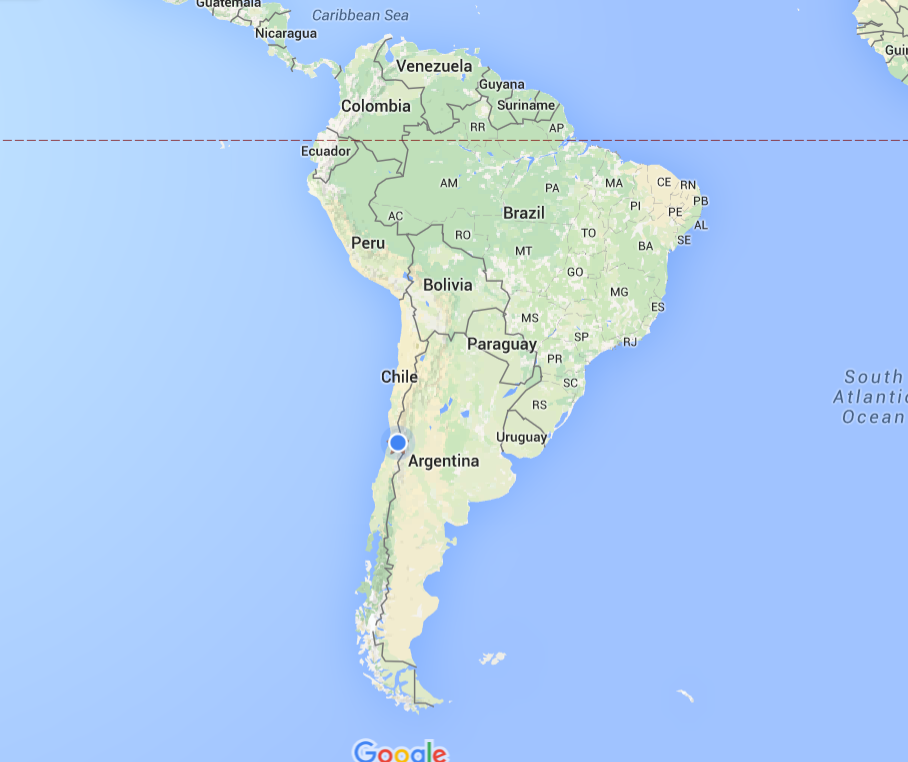 Guatemala
Caribbean Sea
Nicaragua
Venezuela
Guyana
Colombia
Suriname
RR
AP
Ecuador
AM
PA
MA
CE
RN
PB
AC
Brazil
PI
PE
AL
Peru
RO
TO
SE
MT
BA
Bolivia
GO
MG
ES
MS
SP
RJ
Paraguay
PR
Chile
SC
RS
Uruguay
Argentina
South
Atlantic
Ocean
Gui
Google